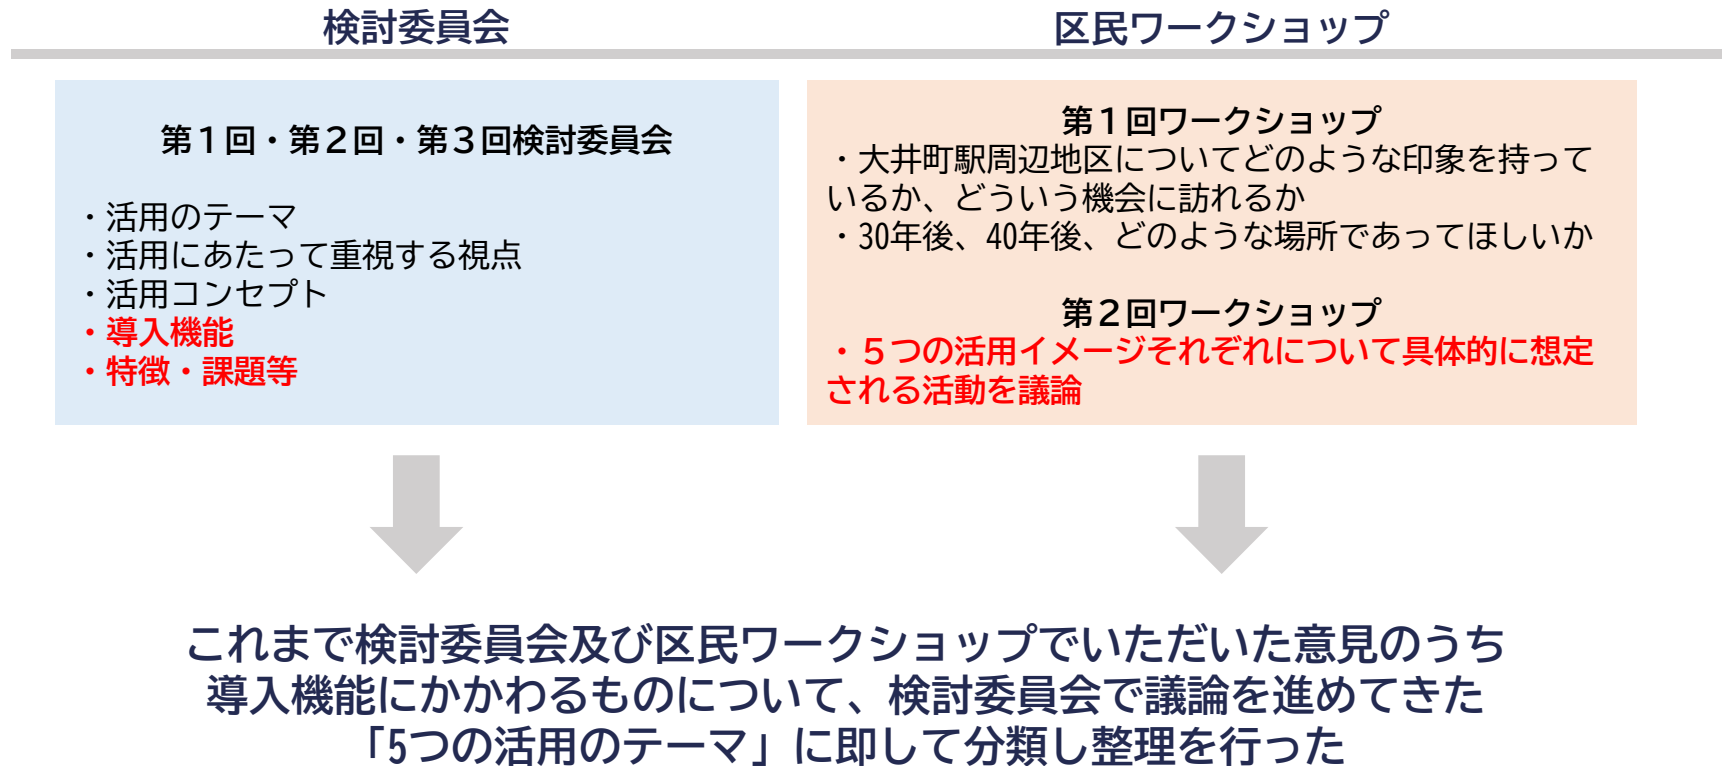 検討委員会
区民ワークショップ
第１回・第２回・第３回検討委員会
・活用のテーマ
・活用にあたって重視する視点
・活用コンセプト
・導入機能
・特徴・課題等
第１回ワークショップ
・大井町駅周辺地区についてどのような印象を持って
いるか、どういう機会に訪れるか
・30年後、40年後、どのような場所であってほしいか
第２回ワークショップ
・５つの活用イメージそれぞれについて具体的に想定
される活動を議論
これまで検討委員会及び区民ワークショップでいただいた意見のうち
導入機能にかかわるものについて、検討委員会で議論を進めてきた
「5つの活用のテーマ」に即して分類し整理を行った